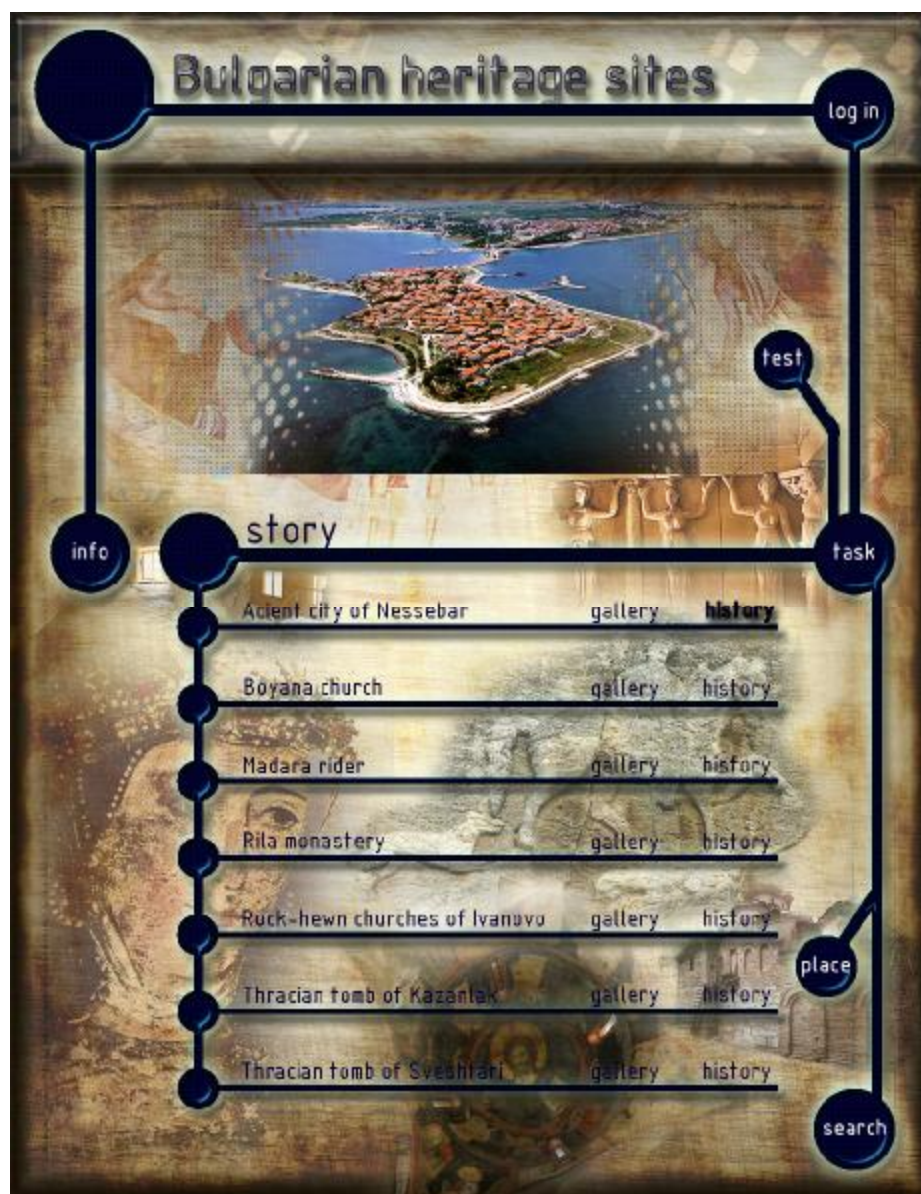 Bulgarian heritage sites
log in
test
story
info
task
Acient city of Nessebar gallery history
Boyana church gallery history
Madara rider gallery history
Rila monastery gallery history
Rock-hewn churches of Ivanovo gallery history
place
Thracian tomb of Kazanlak gallery history
Thracian tomb of Sveshtari gallery history
search